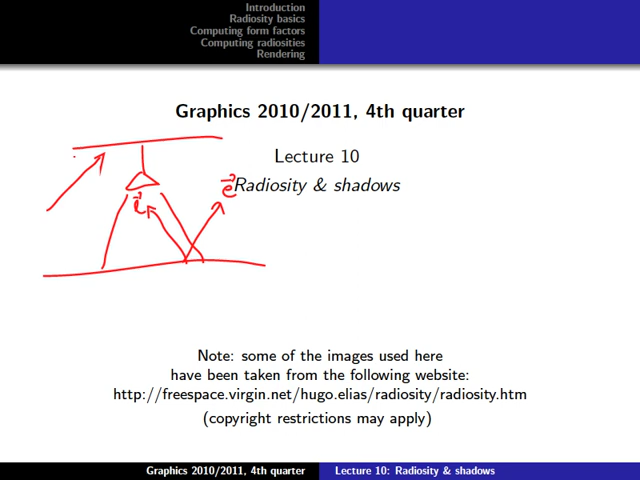 Introduction
Radiosity basics
Computing form factors
Computing radiosities
Rendering
Graphics 2010/2011, 4th quarter
Lecture 10
Radiosity & shadows
e
Note: some of the images used here
have been taken from the following website:
http://freespace.virgin.net/hugo.elias/radiosity/radiosity.htm
(copyright restrictions may apply)
Graphics 2010/2011, 4th quarter
Lecture 10: Radiosity & shadows